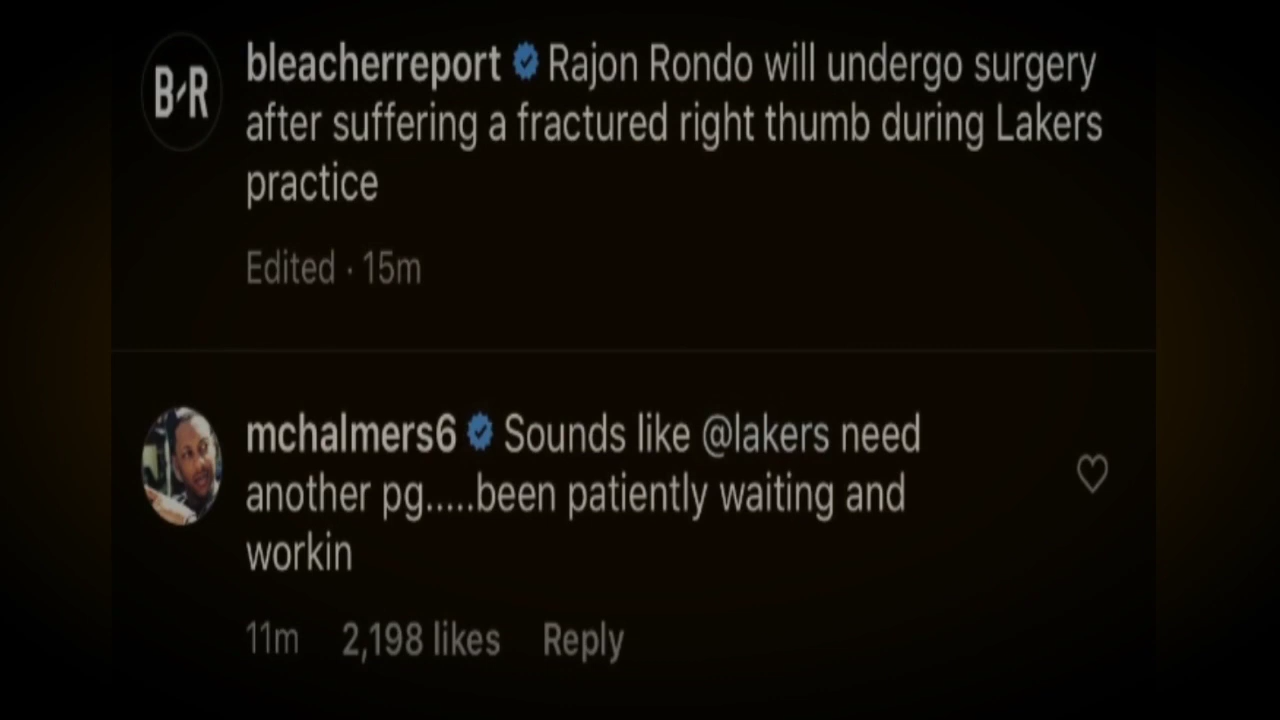 B/R
bleacherreport Rajon Rondo will undergo surgery
after suffering a fractured right thumb during Lakers
practice
Edited · 15m
mchalmers6 Sounds like @lakers need
another pg.....been patiently waiting and
workin
11m 2,198 likes Reply